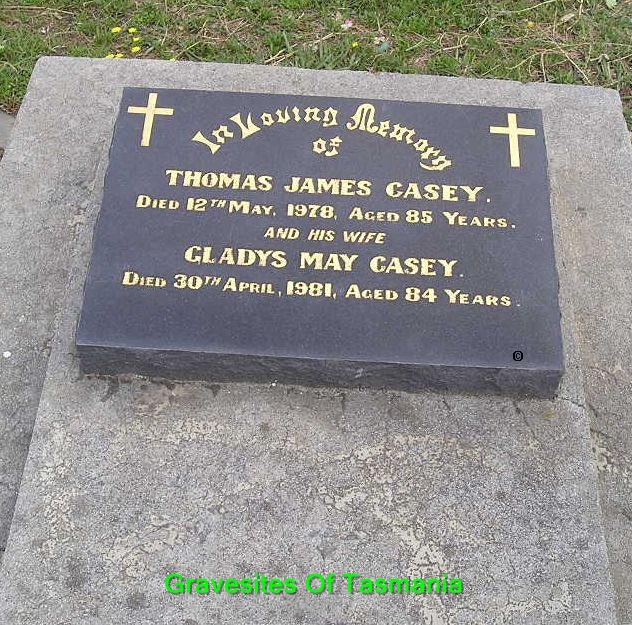 In Loving Memory
of
THOMAS JAMES CASEY.
DIED 12TH MAY, 1978, AGED 85 YEARS.
AND HIS WIFE
GLADYS MAY CASEY.
DIED 30TH APRIL, 1981, AGED 84 YEARS.
©
Gravesites Of Tasmania